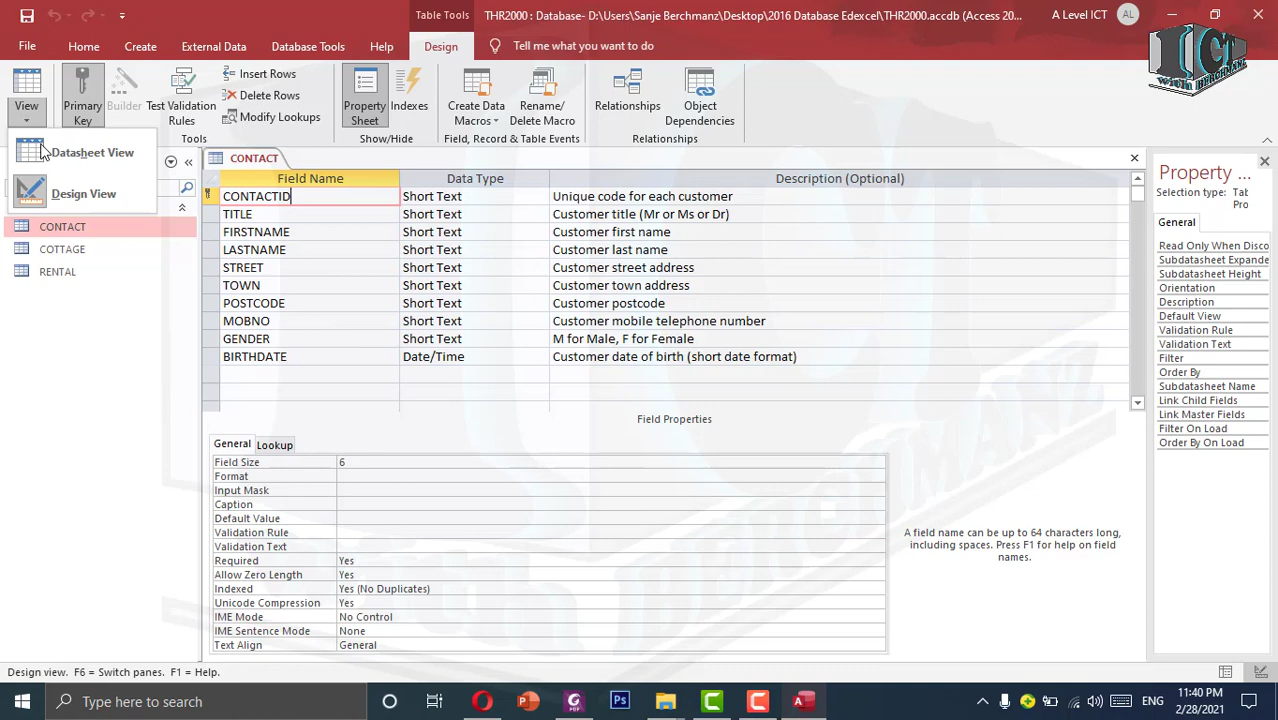 Table Tools
THR2000 : Database- D:\Users\Sanje Berchmanz\Desktop\2016 Database Edexcel\THR2000.accdb (Access 20...
A Level ICT
AL
File
Home
Create
External Data
Database Tools
Help
Design
Tell me what you want to do
View
Primary Key
Builder
Test Validation Rules
Insert Rows
Delete Rows
Modify Lookups
Property Sheet
Indexes
Create Data Macros
Rename/ Delete Macro
Relationships
Object Dependencies
Tools
Show/Hide
Field, Record & Table Events
Relationships
Datasheet View
Design View
CONTACT
COTTAGE
RENTAL
CONTACT
Field Name Data Type Description (Optional)
CONTACTID Short Text Unique code for each customer
TITLE Short Text Customer title (Mr or Ms or Dr)
FIRSTNAME Short Text Customer first name
LASTNAME Short Text Customer last name
STREET Short Text Customer street address
TOWN Short Text Customer town address
POSTCODE Short Text Customer postcode
MOBNO Short Text Customer mobile telephone number
GENDER Short Text M for Male, F for Female
BIRTHDATE Date/Time Customer date of birth (short date format)
Field Properties
General Lookup
Field Size 6
Format
Input Mask
Caption
Default Value
Validation Rule
Validation Text
Required Yes
Allow Zero Length Yes
Indexed Yes (No Duplicates)
Unicode Compression Yes
IME Mode No Control
IME Sentence Mode None
Text Align General
A field name can be up to 64 characters long,
including spaces. Press F1 for help on field
names.
Property ...
Selection type: Tab
Pro
General
Read Only When Disco
Subdatasheet Expande
Subdatasheet Height
Orientation
Description
Default View
Validation Rule
Validation Text
Filter
Order By
Subdatasheet Name
Link Child Fields
Link Master Fields
Filter On Load
Order By On Load
Design view. F6 = Switch panes. F1 = Help.
Type here to search
ENG
11:40 PM
2/28/2021